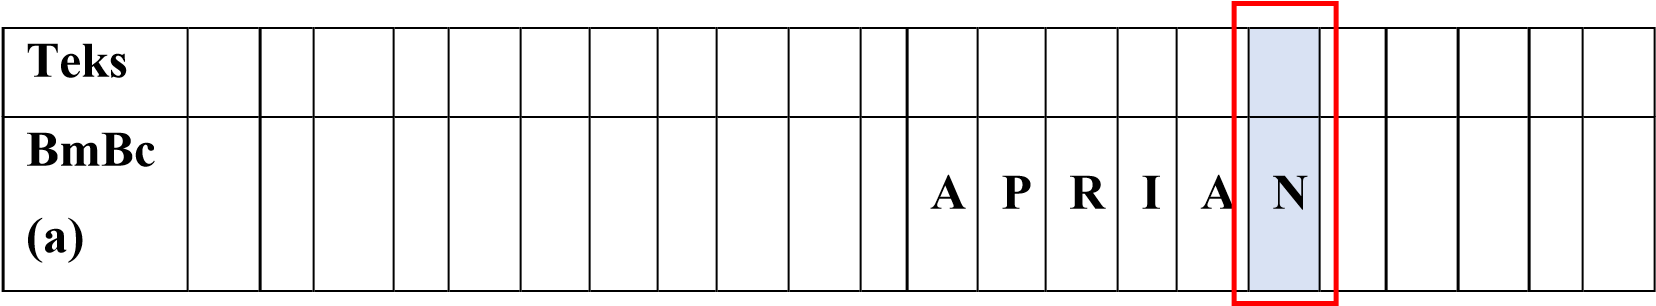 Teks
BmBc
(a)
A P R I A N